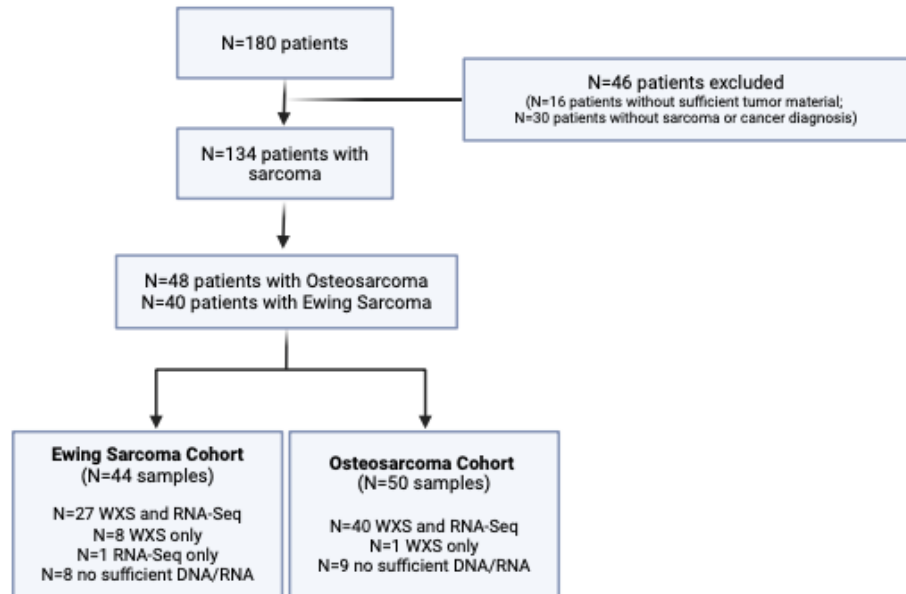 N=180 patients
N=46 patients excluded
(N=16 patients without sufficient tumor material;
N=30 patients without sarcoma or cancer diagnosis)
N=134 patients with
sarcoma
N=48 patients with Osteosarcoma
N=40 patients with Ewing Sarcoma
Ewing Sarcoma Cohort
(N=44 samples)
N=27 WXS and RNA-Seq
N=8 WXS only
N=1 RNA-Seq only
N=8 no sufficient DNA/RNA
Osteosarcoma Cohort
(N=50 samples)
N=40 WXS and RNA-Seq
N=1 WXS only
N=9 no sufficient DNA/RNA